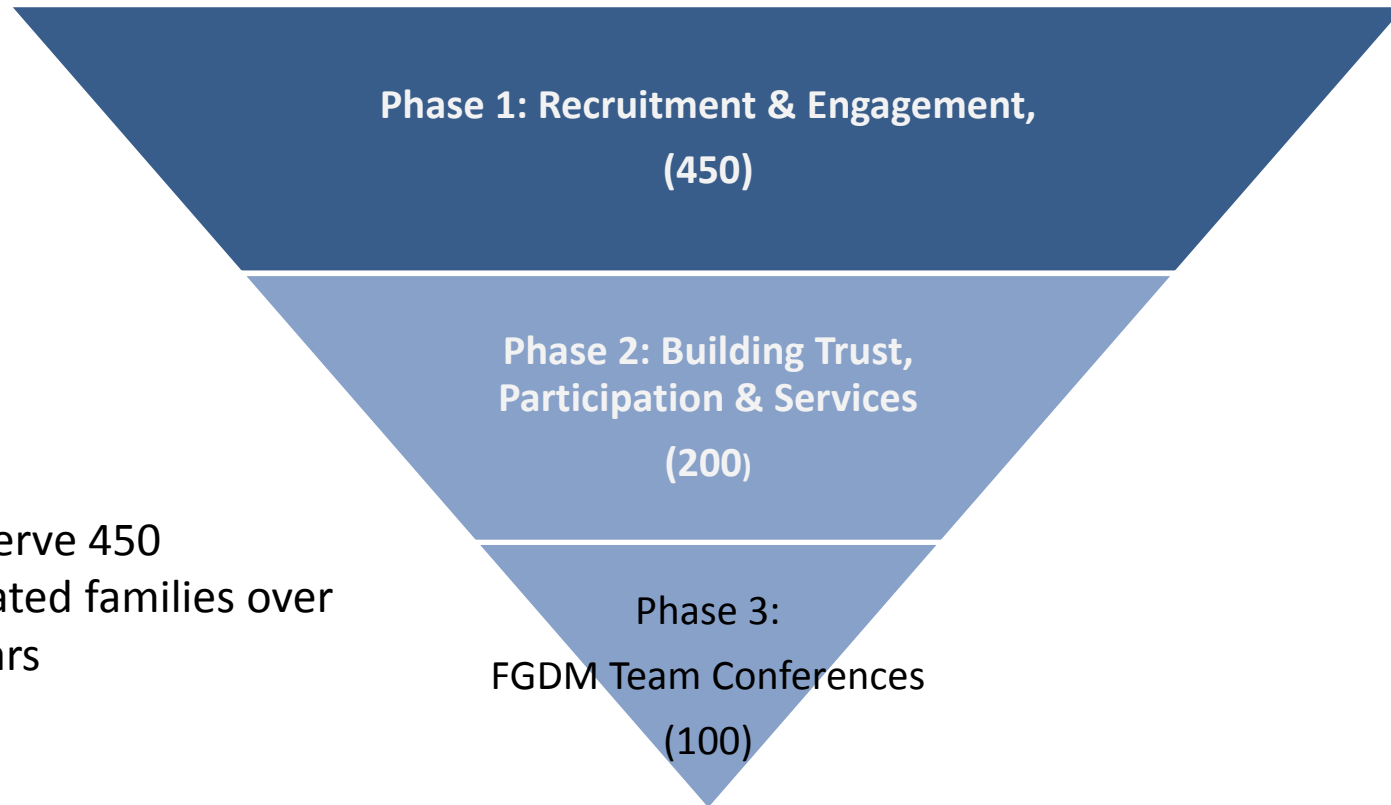 Phase 1: Recruitment & Engagement,
(450)
Phase 2: Building Trust,
Participation & Services
(200)
erve 450
ated families over
rs
Phase 3:
FGDM Team Conferences
(100)